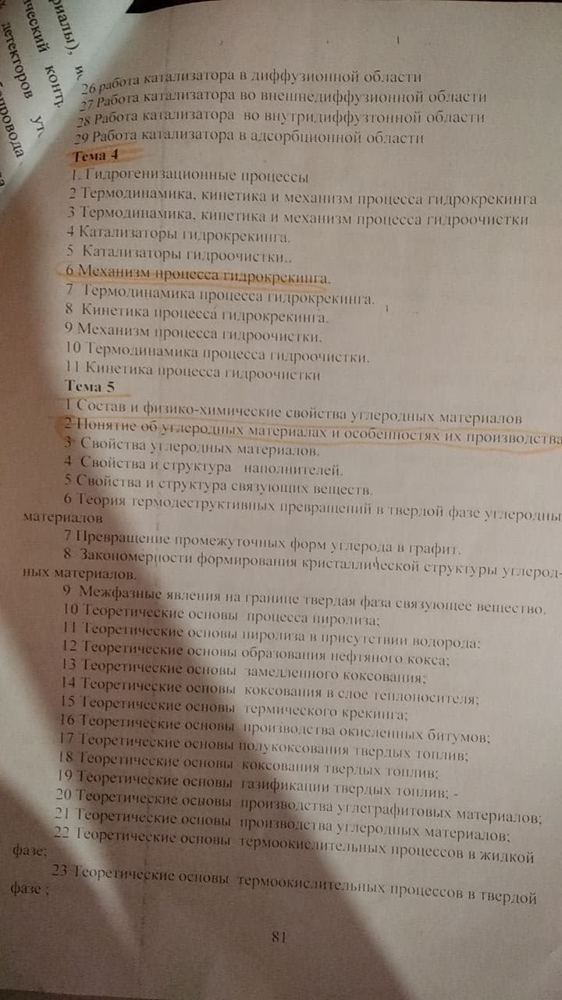 риалы), ис
ический контр
детекторов ут
провода
26 работа катализатора в диффузионной области
27 Работа катализатора во внешнедиффузионной области
28 Работа катализатора во внутридиффузтонной области
29 Работа катализатора в адсорбционной области
Тема 4
1. Гидрогенизационные процессы
2 Термодинамика, кинетика и механизм процесса гидрокрекинга
3 Термодинамика, кинетика и механизм процесса гидроочистки
4 Катализаторы гидрокрекинга.
5 Катализаторы гидроочистки..
6 Механизм процесса гидрокрекинга.
7 Термодинамика процесса гидрокрекинга.
8 Кинетика процесса гидрокрекинга.
9 Механизм процесса гидроочистки.
10 Термодинамика процесса гидроочистки.
11 Кинетика процесса гидроочистки
Тема 5
1 Состав и физико-химические свойства углеродных материалов
2 Понятие об углеродных материалах и особенностях их производства
3 Свойства углеродных материалов.
4 Свойства и структура наполнителей.
5 Свойства и структура связующих веществ.
6 Теория термодеструктивных превращений в твердой фазе углеродны
материалов
7 Превращение промежуточных форм углерода в графит.
8 Закономерности формирования кристаллической структуры углерод-
ных материалов.
9 Межфазные явления на границе твердая фаза связующее вещество.
10 Теоретические основы процесса пиролиза;
11 Теоретические основы пиролиза в присутствии водорода;
12 Теоретические основы образования нефтяного кокса;
13 Теоретические основы замедленного коксования;
14 Теоретические основы коксования в слое теплоносителя;
15 Теоретические основы термического крекинга;
16 Теоретические основы производства окисленных битумов;
17 Теоретические основы полукоксования твердых топлив;
18 Теоретические основы коксования твердых топлив;
19 Теоретические основы газификации твердых топлив; -
20 Теоретические основы производства углеграфитовых материалов;
21 Теоретические основы производства углеродных материалов;
22 Теоретические основы термоокислительных процессов в жидкой
фазе;
23 Теоретические основы термоокислительных процессов в твердой
фазе ;
81